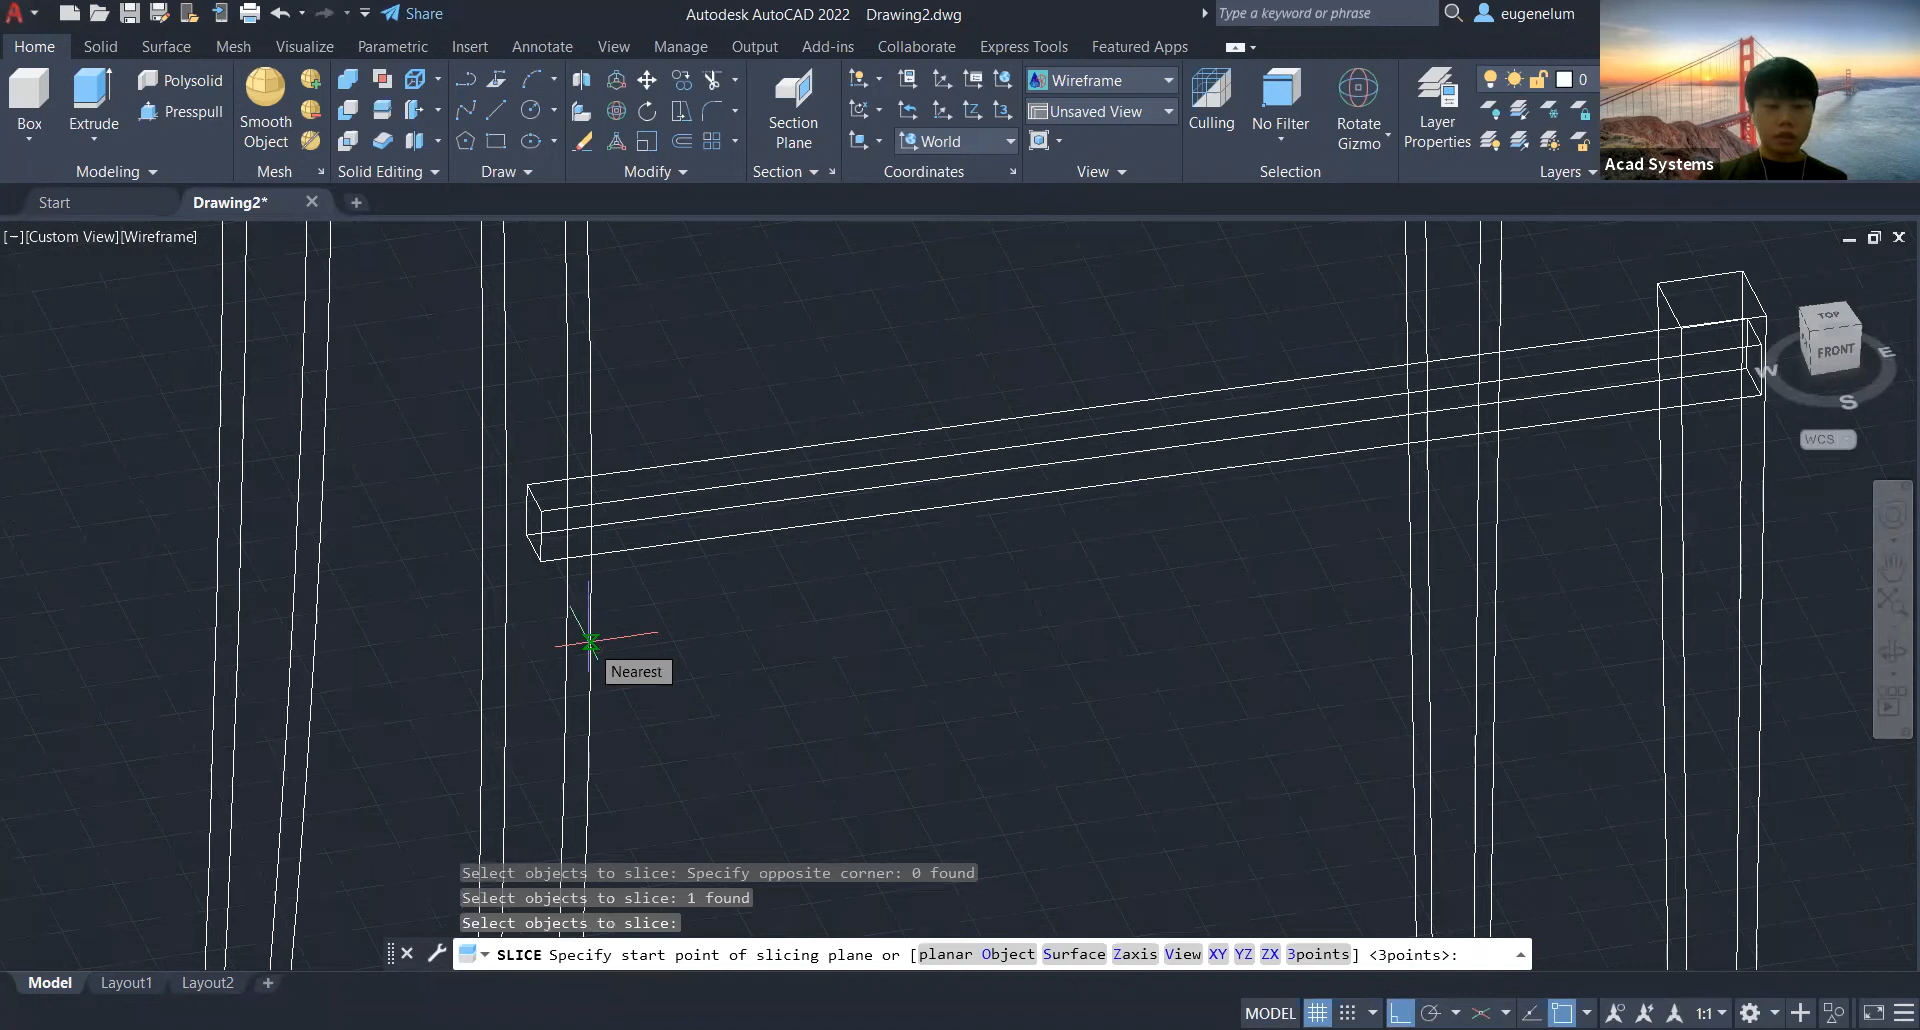 Share
Autodesk AutoCAD 2022 Drawing2.dwg
Type a keyword or phrase
eugenelum
Home Solid Surface Mesh Visualize Parametric Insert Annotate View Manage Output Add-ins Collaborate Express Tools Featured Apps
Box
Extrude
Polysolid
Presspull
Smooth
Object
Section
Plane
World
Wireframe
Unsaved View
Culling
No Filter
Rotate
Gizmo
Layer
Properties
0
Acad Systems
Modeling Mesh Solid Editing Draw Modify Section Coordinates View Selection Layers
Start Drawing2*
[−][Custom View][Wireframe]
TOP
FRONT
W
E
S
WCS
Nearest
Select objects to slice: Specify opposite corner: 0 found
Select objects to slice: 1 found
Select objects to slice:
SLICE Specify start point of slicing plane or [planar Object Surface Zaxis View XY YZ ZX 3points] <3points>:
Model Layout1 Layout2
MODEL 1:1